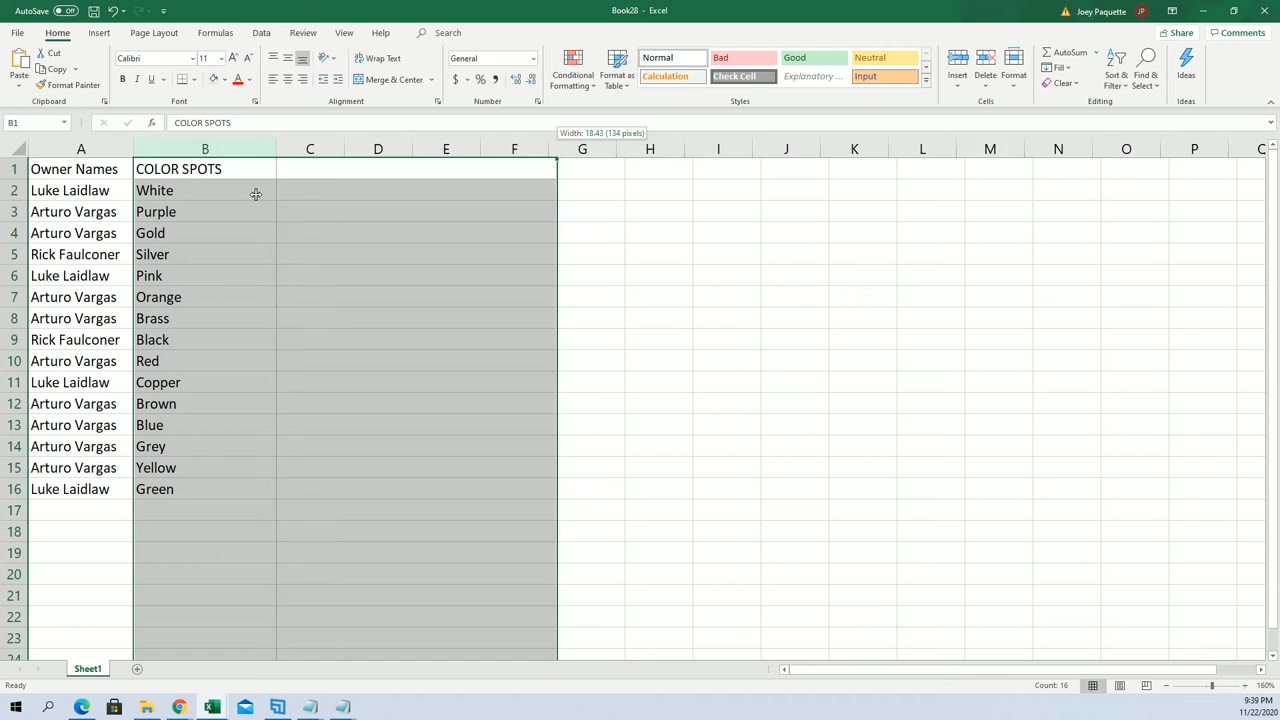 AutoSave Off Book28 - Excel Joey Paquette JP
File Home Insert Page Layout Formulas Data Review View Help Search Share Comments
Paste Cut Copy Format Painter Clipboard
Calibri 11 B I U A A A Font
Wrap Text Merge & Center Alignment
General $ % , Number
Conditional Formatting Format as Table Normal Bad Good Neutral
Calculation Check Cell Explanatory ... Input Styles
Insert Delete Format Cells
AutoSum Fill Clear Sort & Filter Find & Select Editing
Ideas Ideas
B1 fx COLOR SPOTS
Width: 18.43 (134 pixels)
A B C D E F G H I J K L M N O P Q
1 Owner Names COLOR SPOTS
2 Luke Laidlaw White
3 Arturo Vargas Purple
4 Arturo Vargas Gold
5 Rick Faulconer Silver
6 Luke Laidlaw Pink
7 Arturo Vargas Orange
8 Arturo Vargas Brass
9 Rick Faulconer Black
10 Arturo Vargas Red
11 Luke Laidlaw Copper
12 Arturo Vargas Brown
13 Arturo Vargas Blue
14 Arturo Vargas Grey
15 Arturo Vargas Yellow
16 Luke Laidlaw Green
17
18
19
20
21
22
23
24
Sheet1
Ready Count: 16 160%
9:39 PM
11/22/2020